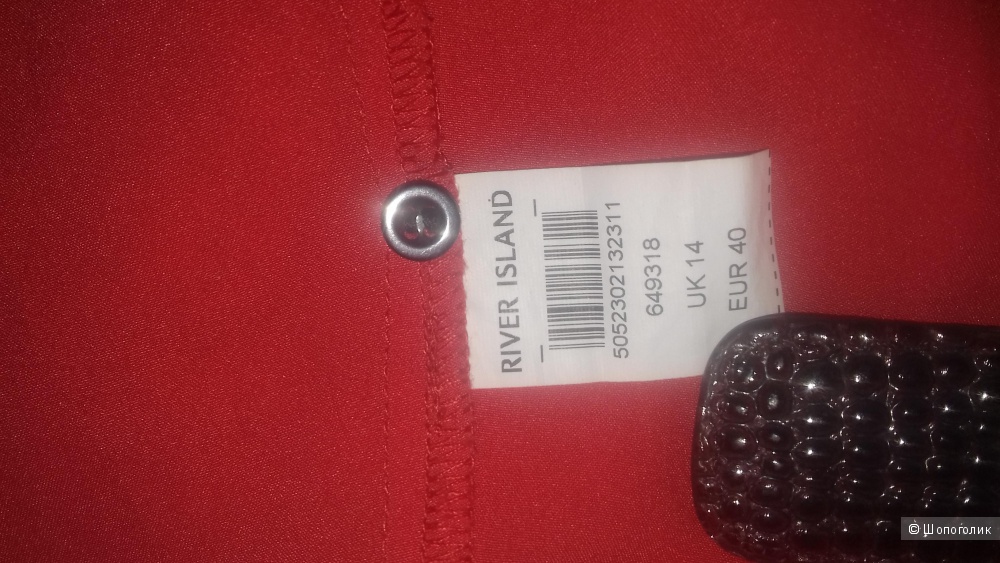 RIVER ISLAND
5052302132311
649318
UK 14
EUR 40
© Шопоголик